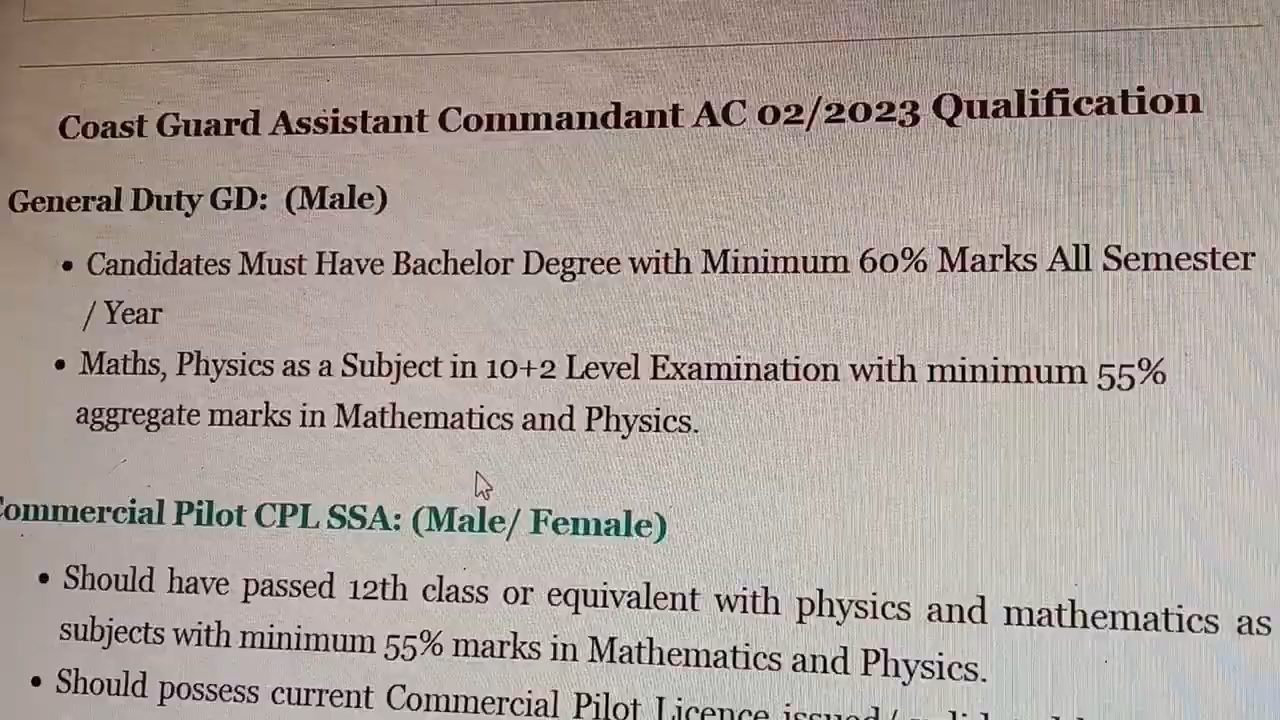 Coast Guard Assistant Commandant AC 02/2023 Qualification
General Duty GD: (Male)
• Candidates Must Have Bachelor Degree with Minimum 60% Marks All Semester
/ Year
• Maths, Physics as a Subject in 10+2 Level Examination with minimum 55%
aggregate marks in Mathematics and Physics.
Commercial Pilot CPL SSA: (Male/ Female)
• Should have passed 12th class or equivalent with physics and mathematics as
subjects with minimum 55% marks in Mathematics and Physics.
• Should possess current Commercial Pilot Licence issued/